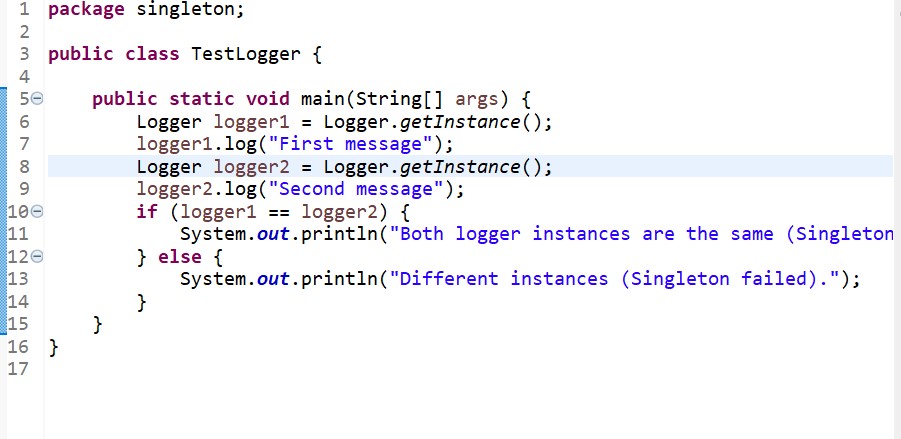 1 package singleton;
2
3 public class TestLogger {
4
5 public static void main(String[] args) {
6 Logger logger1 = Logger.getInstance();
7 logger1.log("First message");
8 Logger logger2 = Logger.getInstance();
9 logger2.log("Second message");
10 if (logger1 == logger2) {
11 System.out.println("Both logger instances are the same (Singleton
12 } else {
13 System.out.println("Different instances (Singleton failed).");
14 }
15 }
16 }
17